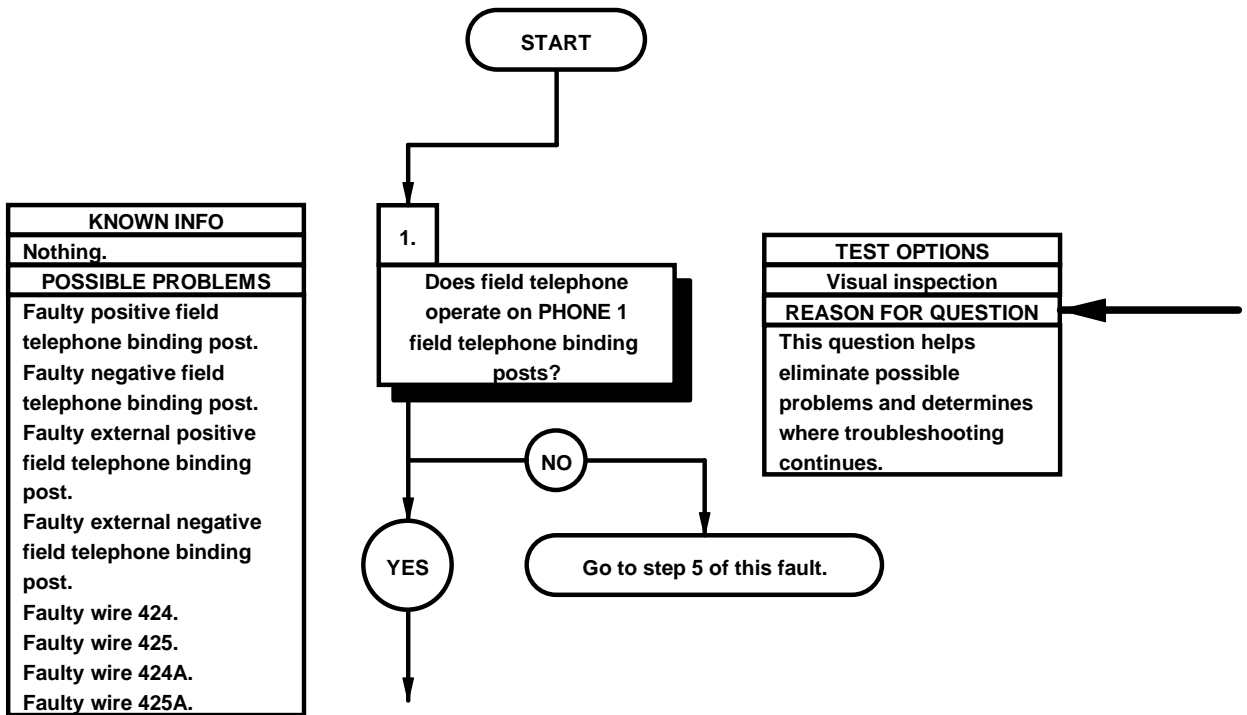 START
KNOWN INFO
Nothing.
POSSIBLE PROBLEMS
Faulty positive field
telephone binding post.
Faulty negative field
telephone binding post.
Faulty external positive
field telephone binding
post.
Faulty external negative
field telephone binding
post.
Faulty wire 424.
Faulty wire 425.
Faulty wire 424A.
Faulty wire 425A.
1.
Does field telephone
operate on PHONE 1
field telephone binding
posts?
TEST OPTIONS
Visual inspection
REASON FOR QUESTION
This question helps
eliminate possible
problems and determines
where troubleshooting
continues.
NO
YES
Go to step 5 of this fault.